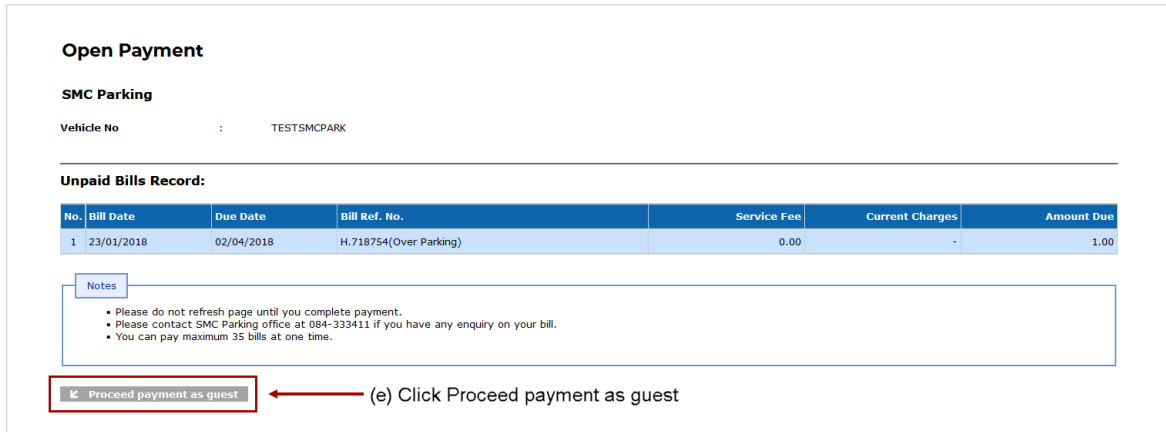 Open Payment
SMC Parking
Vehicle No : TESTSMCPARK
Unpaid Bills Record:
No. Bill Date Due Date Bill Ref. No. Service Fee Current Charges Amount Due
1 23/01/2018 02/04/2018 H.718754(Over Parking) 0.00 - 1.00
Notes
• Please do not refresh page until you complete payment.
• Please contact SMC Parking office at 084-333411 if you have any enquiry on your bill.
• You can pay maximum 35 bills at one time.
Proceed payment as guest (e) Click Proceed payment as guest